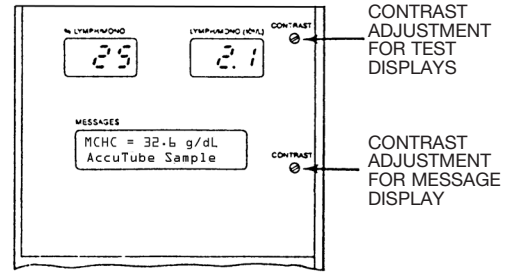 % LYMPH/MONO
25
LYMPH/MONO (10⁹/L)
2.1
CONTRAST
CONTRAST
ADJUSTMENT
FOR TEST
DISPLAYS
MESSAGES
MCHC = 32.6 g/dL
AccuTube Sample
CONTRAST
CONTRAST
ADJUSTMENT
FOR MESSAGE
DISPLAY